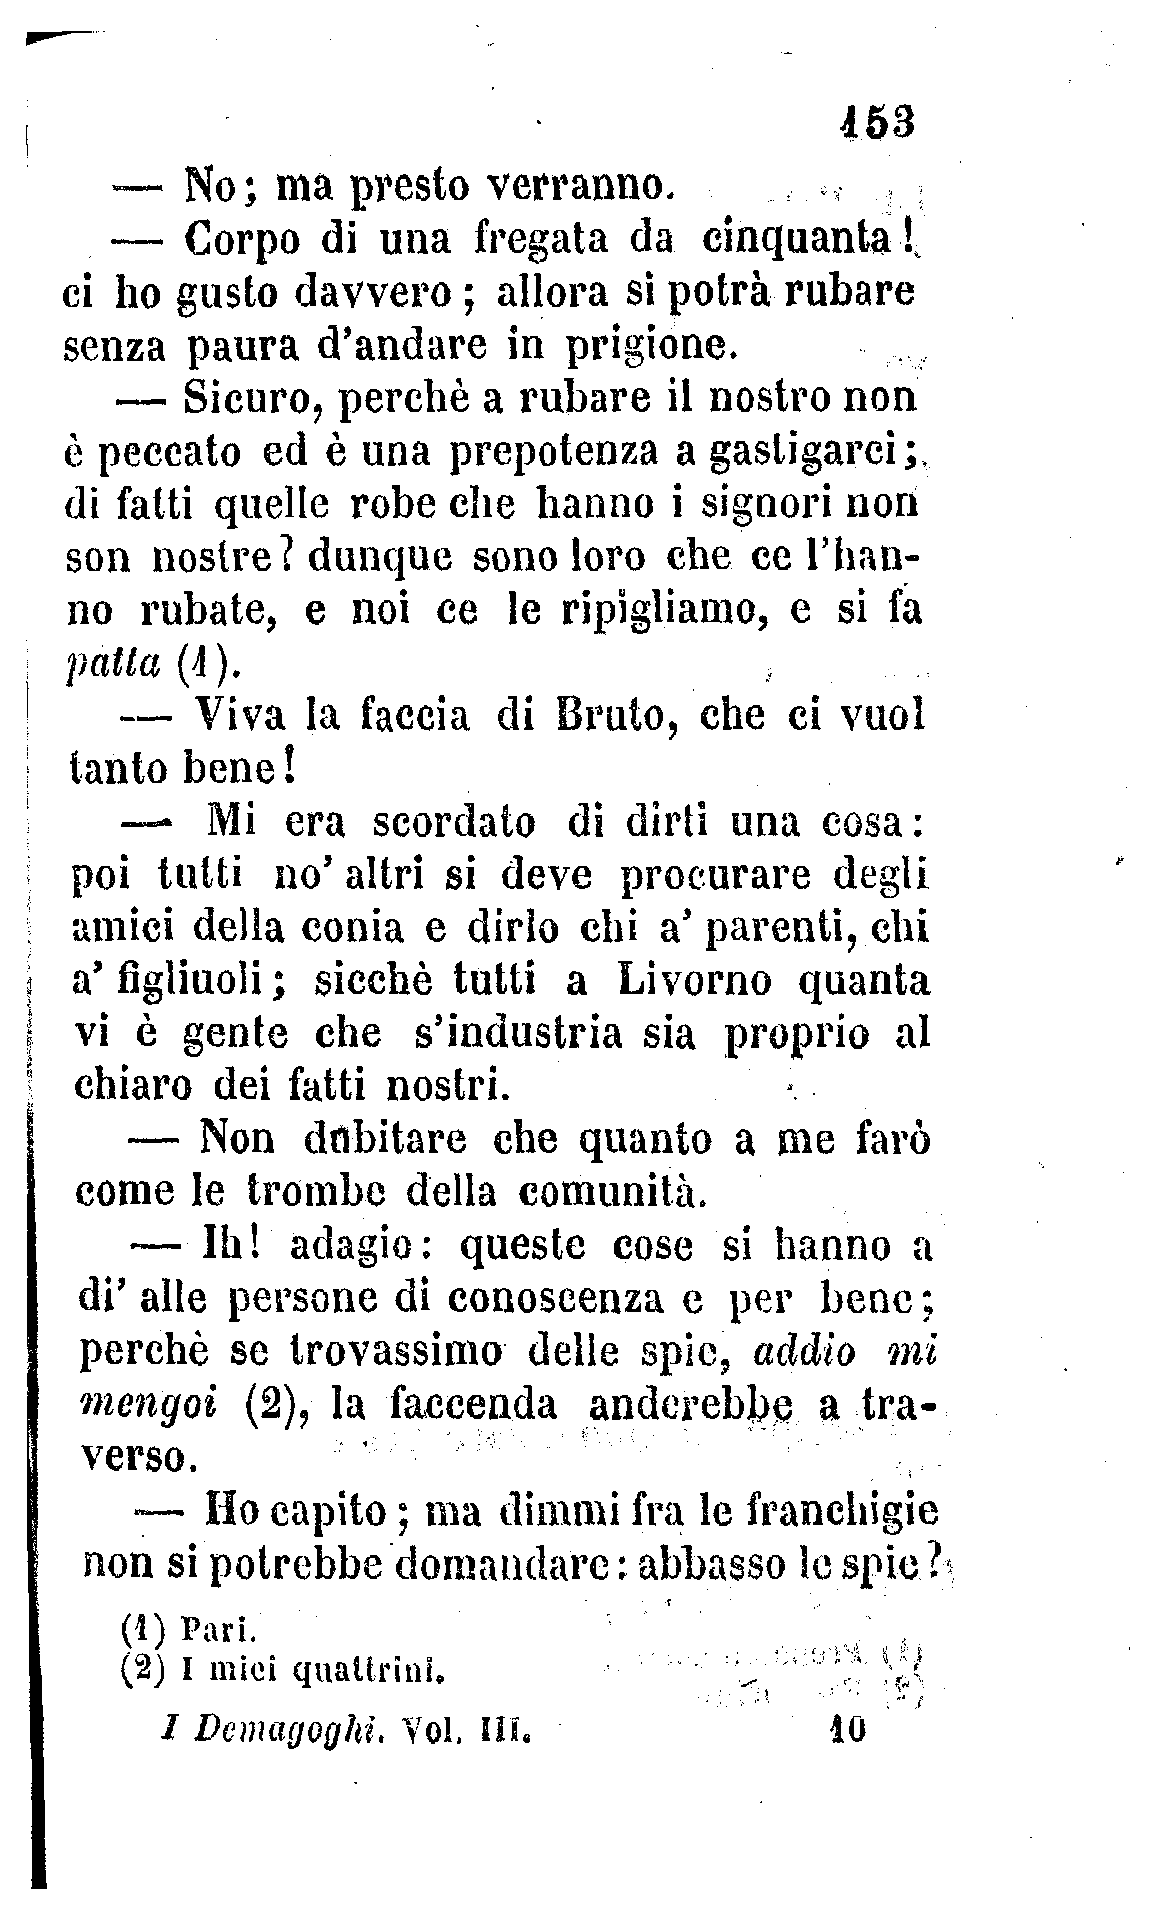 153
— No; ma presto verranno.
— Corpo di una fregata da cinquanta!
ci ho gusto davvero; allora si potrà rubare
senza paura d'andare in prigione.
— Sicuro, perchè a rubare il nostro non
è peccato ed è una prepotenza a gastigarci;
di fatti quelle robe che hanno i signori non
son nostre? dunque sono loro che ce l'han-
no rubate, e noi ce le ripigliamo, e si fa
patta (1).
— Viva la faccia di Bruto, che ci vuol
tanto bene!
— Mi era scordato di dirti una cosa:
poi tutti no' altri si deve procurare degli
amici della conia e dirlo chi a' parenti, chi
a' figliuoli; sicchè tutti a Livorno quanta
vi è gente che s'industria sia proprio al
chiaro dei fatti nostri.
— Non dubitare che quanto a me farò
come le trombe della comunità.
— Ih! adagio: queste cose si hanno a
di' alle persone di conoscenza e per bene;
perchè se trovassimo delle spie, addio mi
mengoi (2), la faccenda anderebbe a tra-
verso.
— Ho capito; ma dimmi fra le franchigie
non si potrebbe domandare: abbasso le spie?
(1) Pari.
(2) I miei quattrini.
I Demagoghi. Vol. III. 10